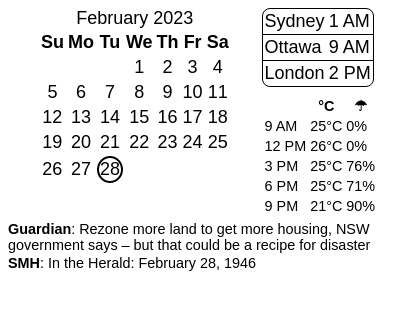 February 2023
Su Mo Tu We Th Fr Sa
1 2 3 4
5 6 7 8 9 10 11
12 13 14 15 16 17 18
19 20 21 22 23 24 25
26 27 28
Sydney 1 AM
Ottawa 9 AM
London 2 PM
°C ☂
9 AM 25°C 0%
12 PM 26°C 0%
3 PM 25°C 76%
6 PM 25°C 71%
9 PM 21°C 90%
Guardian: Rezone more land to get more housing, NSW
government says – but that could be a recipe for disaster
SMH: In the Herald: February 28, 1946